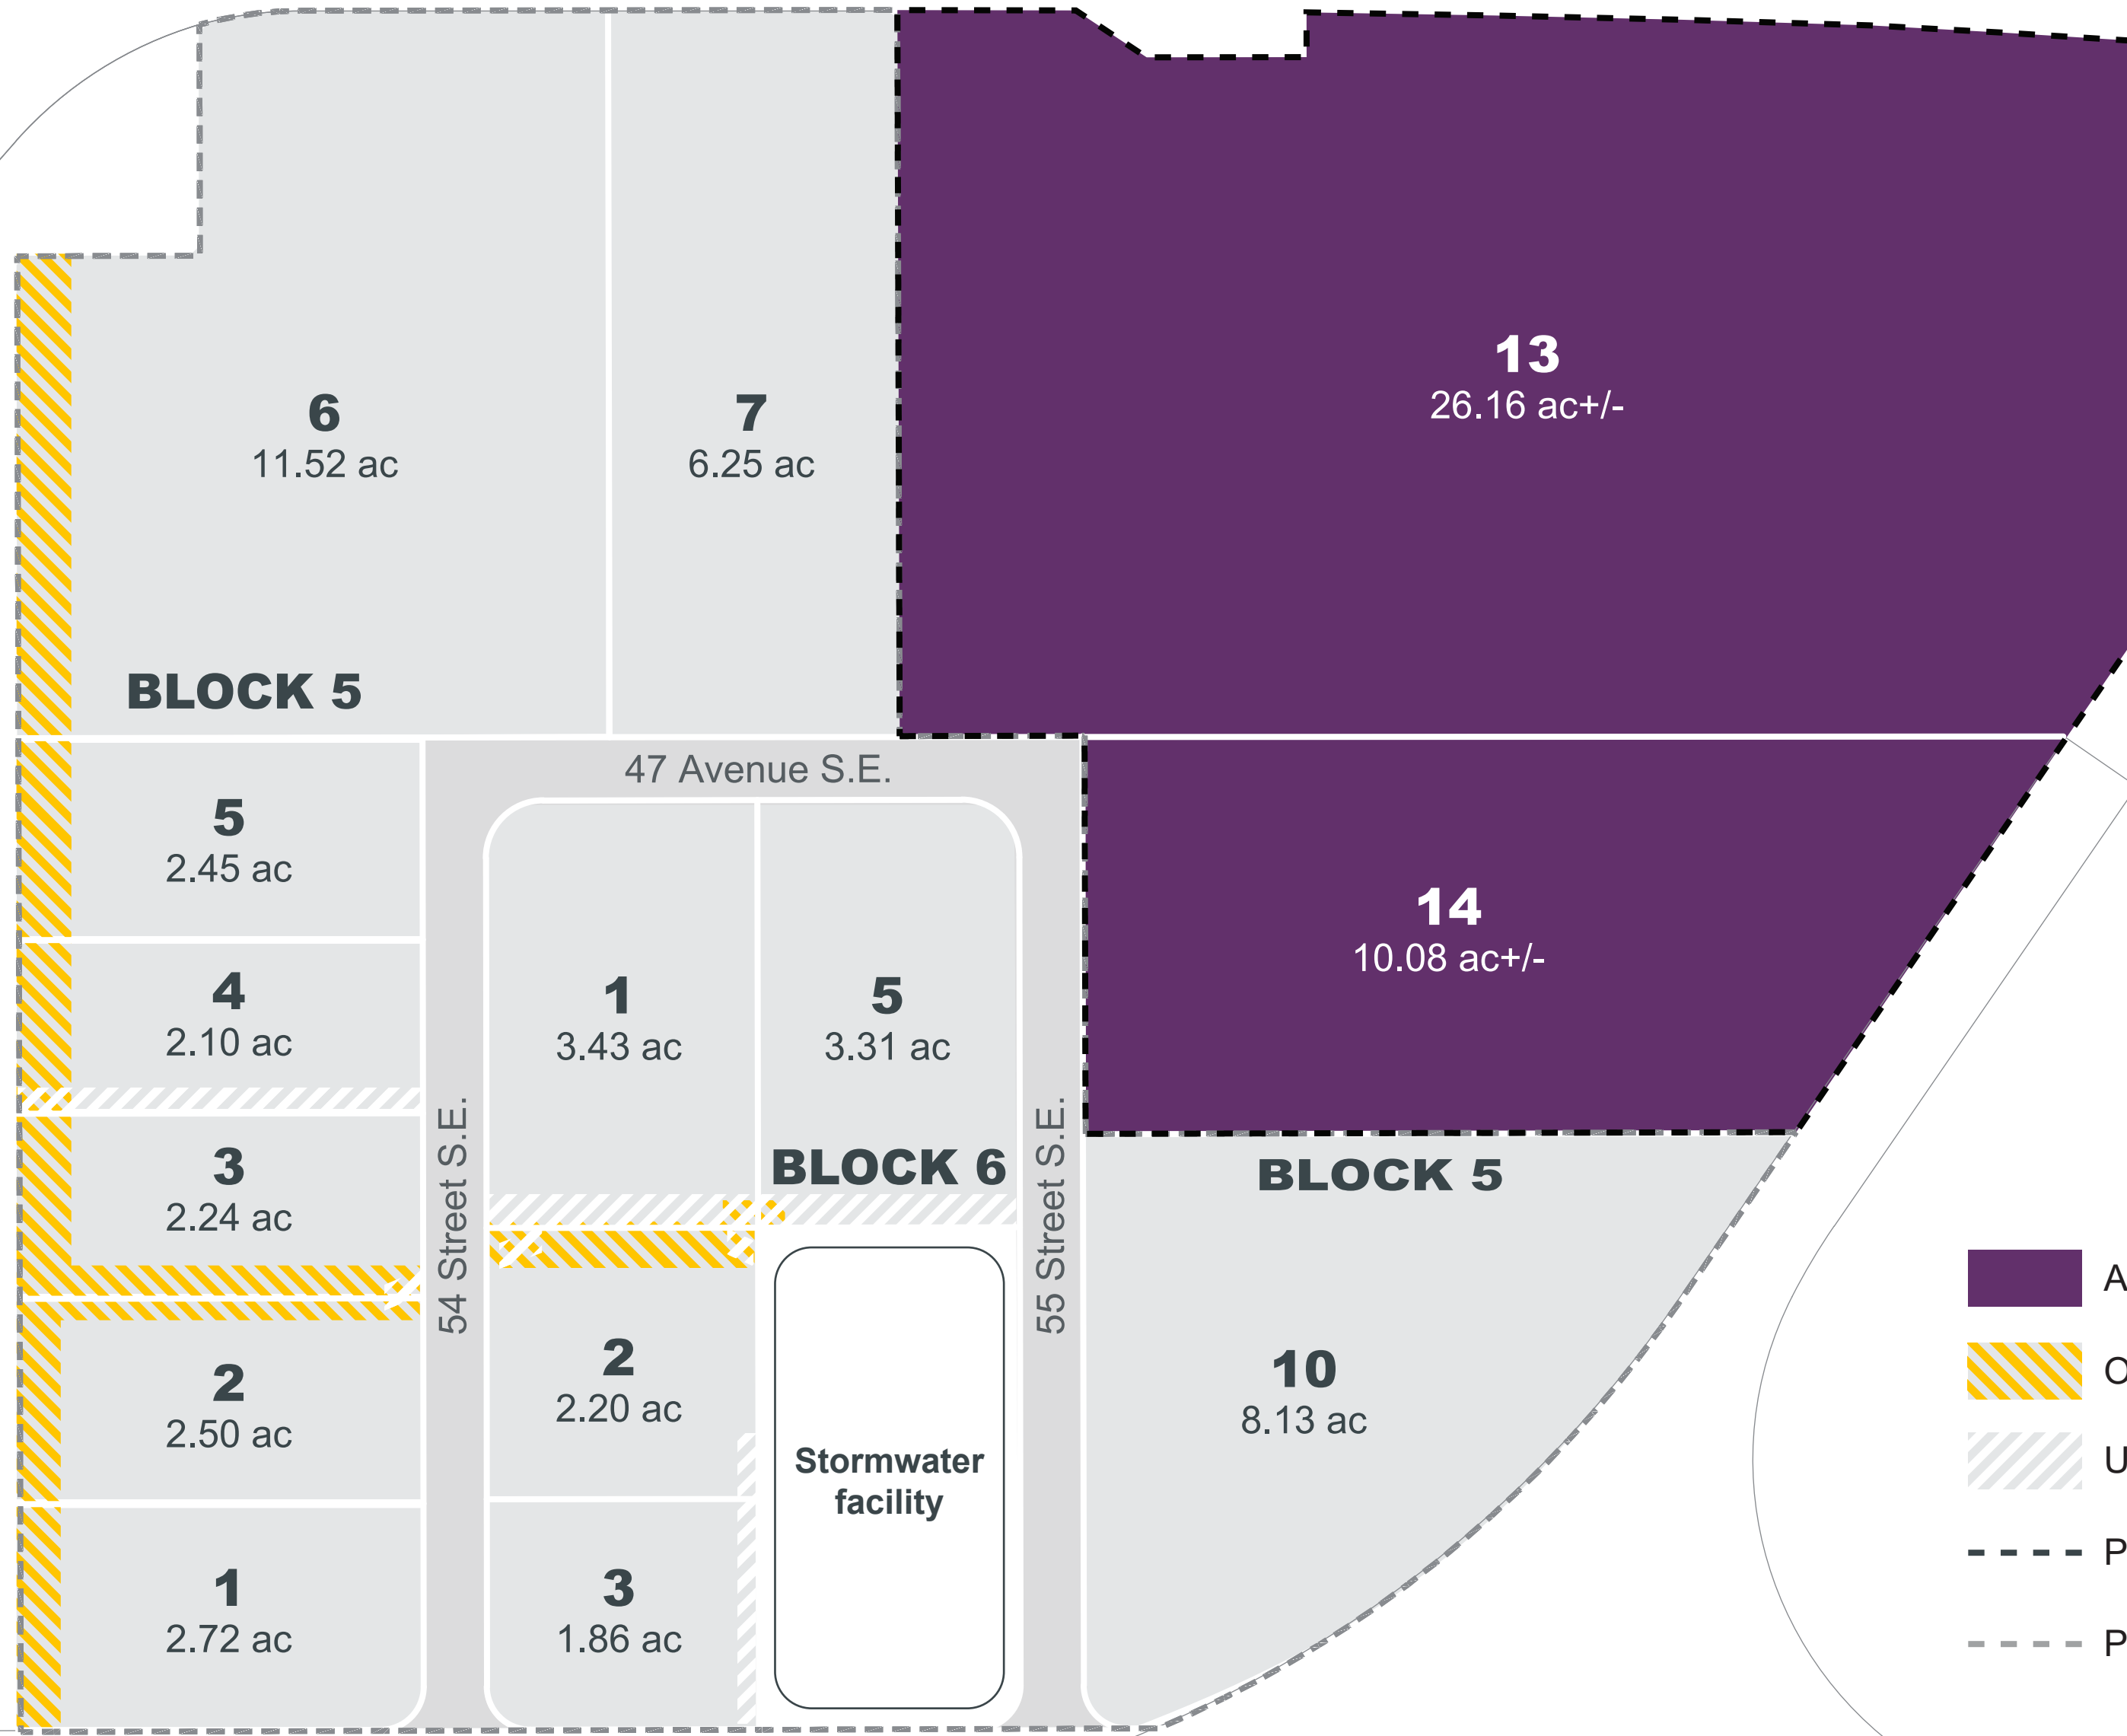 13
26.16 ac+/-
6
11.52 ac
7
6.25 ac
BLOCK 5
47 Avenue S.E.
5
2.45 ac
14
10.08 ac+/-
4
2.10 ac
1
3.43 ac
5
3.31 ac
54 Street S.E.
55 Street S.E.
3
2.24 ac
BLOCK 6
BLOCK 5
2
2.50 ac
2
2.20 ac
10
8.13 ac
Stormwater
facility
1
2.72 ac
3
1.86 ac
A
O
U
P
P